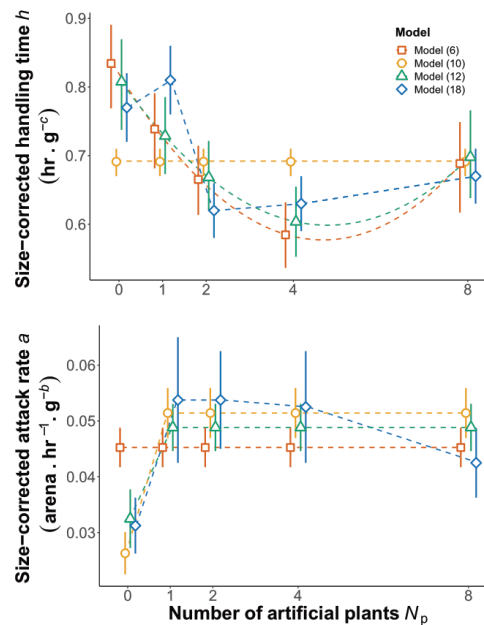 Size−corrected handling time h
(hr . g⁻ᶜ)
0.9
0.8
0.7
0.6
Model
Model (6)
Model (10)
Model (12)
Model (18)
0 1 2 4 8
Size−corrected attack rate a
(arena . hr⁻¹ . g⁻ᵇ)
0.06
0.05
0.04
0.03
0 1 2 4 8
Number of artificial plants Nₚ